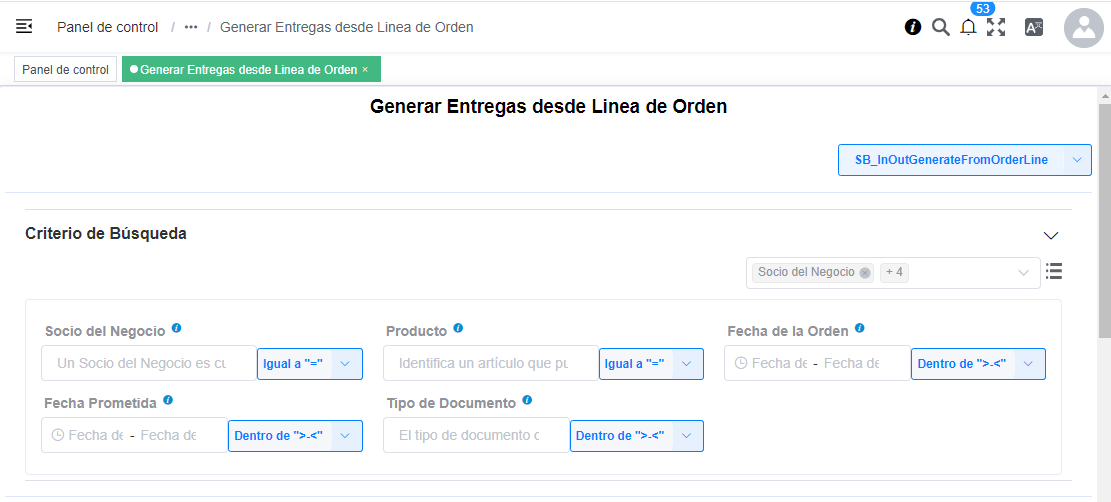 53
Panel de control / ••• / Generar Entregas desde Linea de Orden
Panel de control
Generar Entregas desde Linea de Orden ×
Generar Entregas desde Linea de Orden
SB_InOutGenerateFromOrderLine
Criterio de Búsqueda
Socio del Negocio + 4
Socio del Negocio Producto Fecha de la Orden
Un Socio del Negocio es cu Igual a "=" Identifica un artículo que pu Igual a "=" Fecha de - Fecha de Dentro de ">-<"
Fecha Prometida Tipo de Documento
Fecha de - Fecha de Dentro de ">-<" El tipo de documento c Dentro de ">-<"